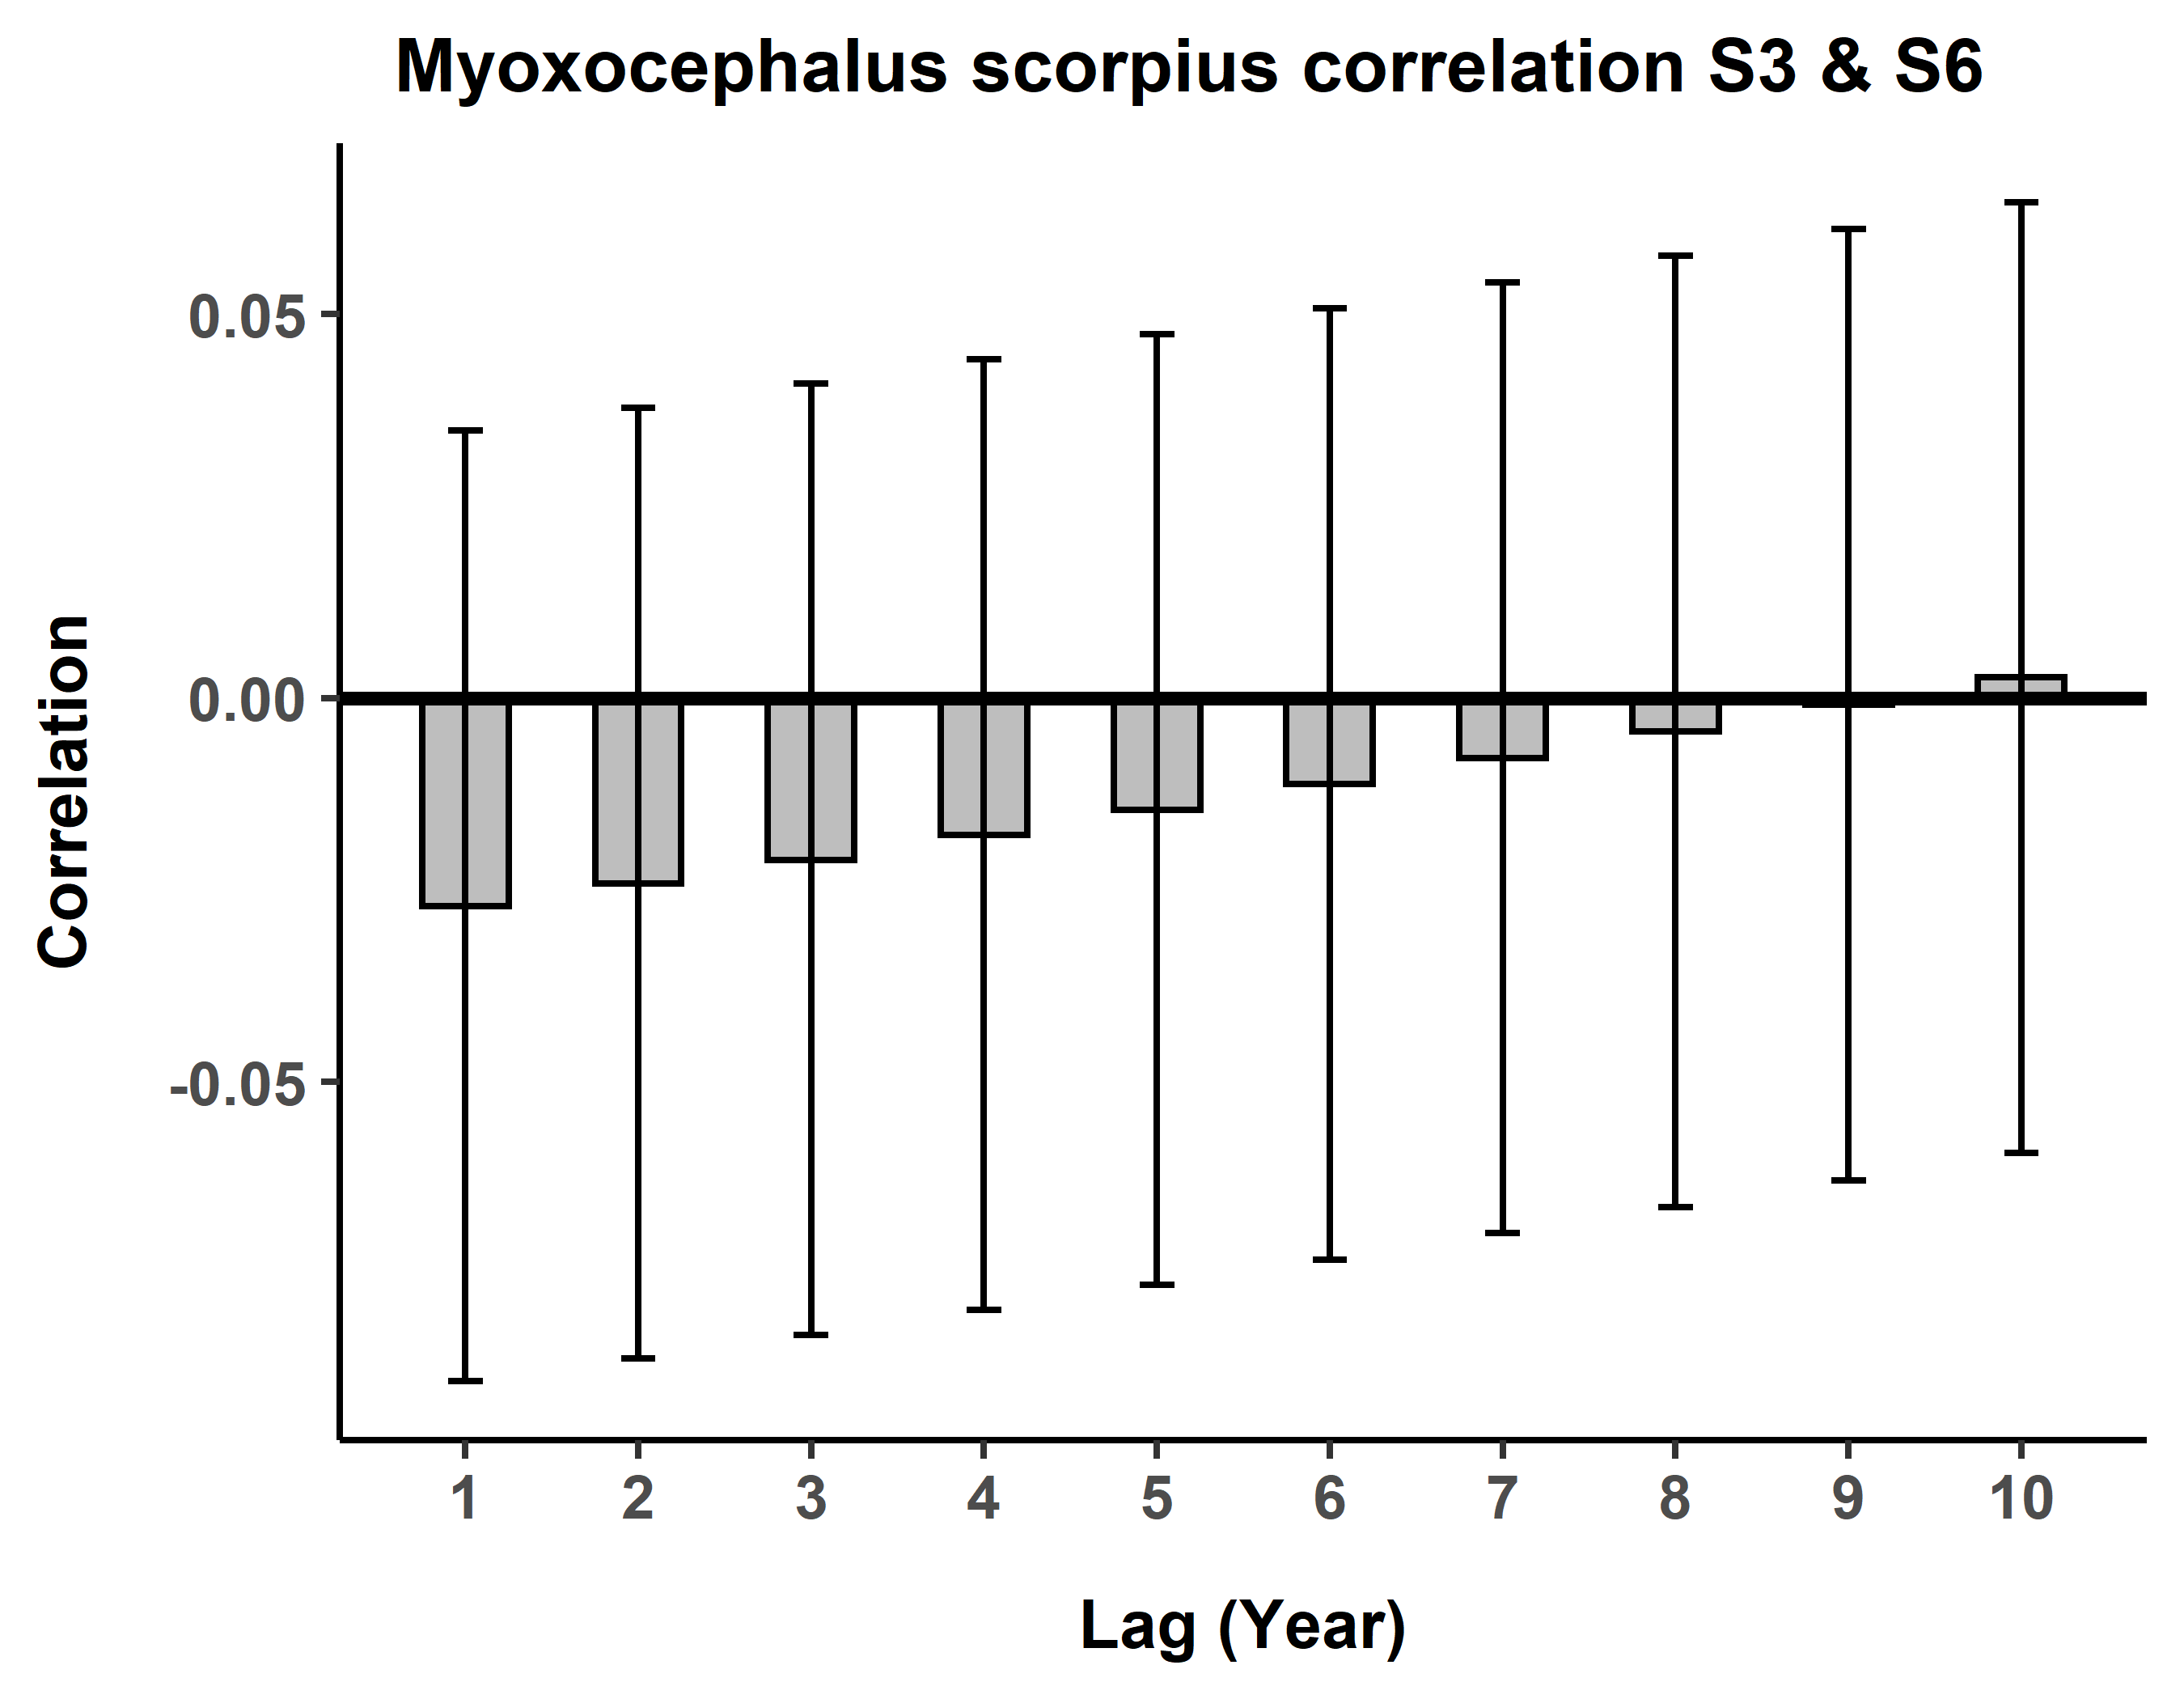 Myoxocephalus scorpius correlation S3 & S6
Correlation
0.05
0.00
-0.05
1 2 3 4 5 6 7 8 9 10
Lag (Year)